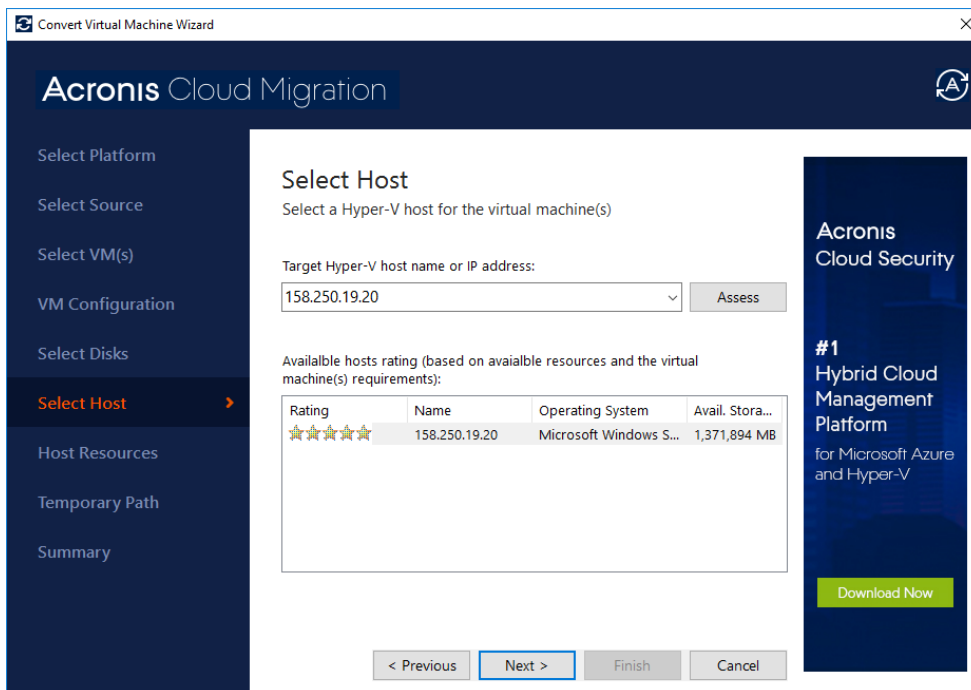 Convert Virtual Machine Wizard
Acronis Cloud Migration
Select Platform
Select Source
Select VM(s)
VM Configuration
Select Disks
Select Host
Host Resources
Temporary Path
Summary
Select Host
Select a Hyper-V host for the virtual machine(s)
Target Hyper-V host name or IP address:
158.250.19.20
Assess
Availalble hosts rating (based on avaialble resources and the virtual
machine(s) requirements):
Rating Name Operating System Avail. Stora...
158.250.19.20 Microsoft Windows S... 1,371,894 MB
< Previous Next > Finish Cancel
Acronis
Cloud Security
#1
Hybrid Cloud
Management
Platform
for Microsoft Azure
and Hyper-V
Download Now